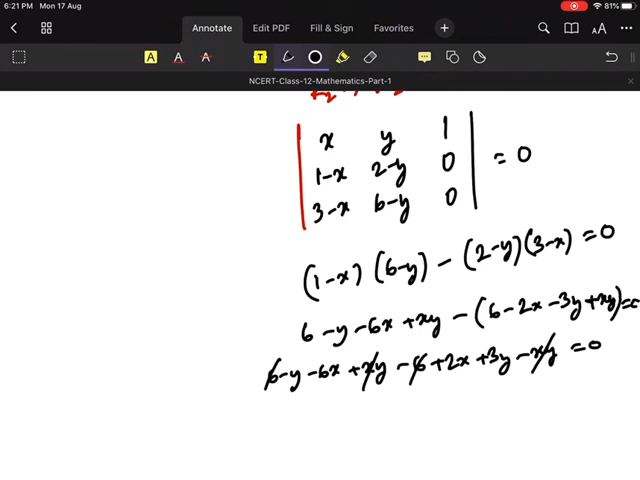 6:21 PM Mon 17 Aug 81%
Annotate Edit PDF Fill & Sign Favorites
A A A T AA
NCERT-Class-12-Mathematics-Part-1
x y 1
1-x 2-y 0 = 0
3-x 6-y 0
(1-x) (6-y) - (2-y)(3-x) = 0
6 - y - 6x + xy - (6 - 2x - 3y + xy) = 0
6 - y - 6x + xy - 6 + 2x + 3y - xy = 0